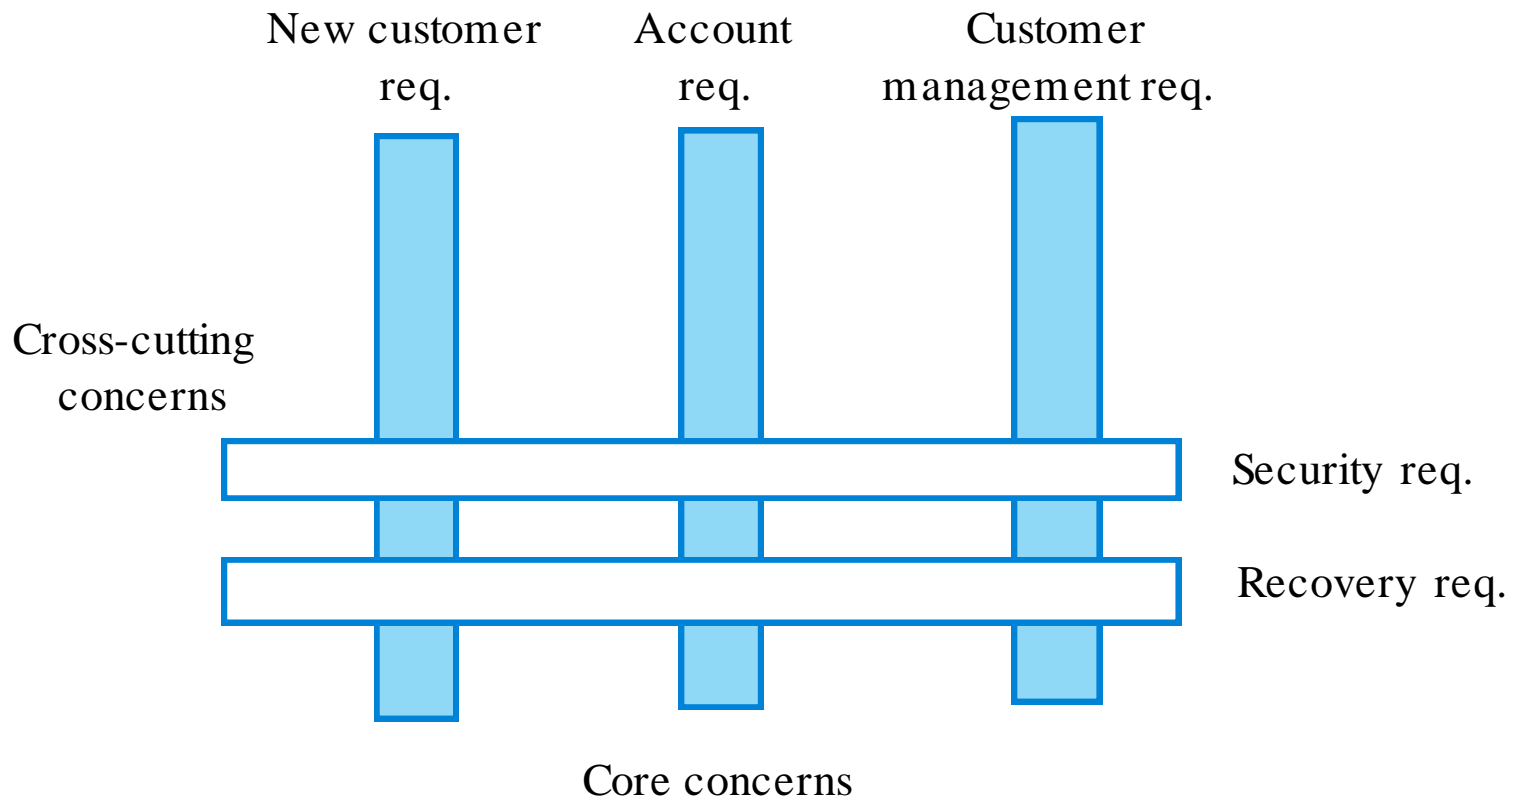 New customer
req.
Account
req.
Customer
management req.
Cross-cutting
concerns
Security req.
Recovery req.
Core concerns